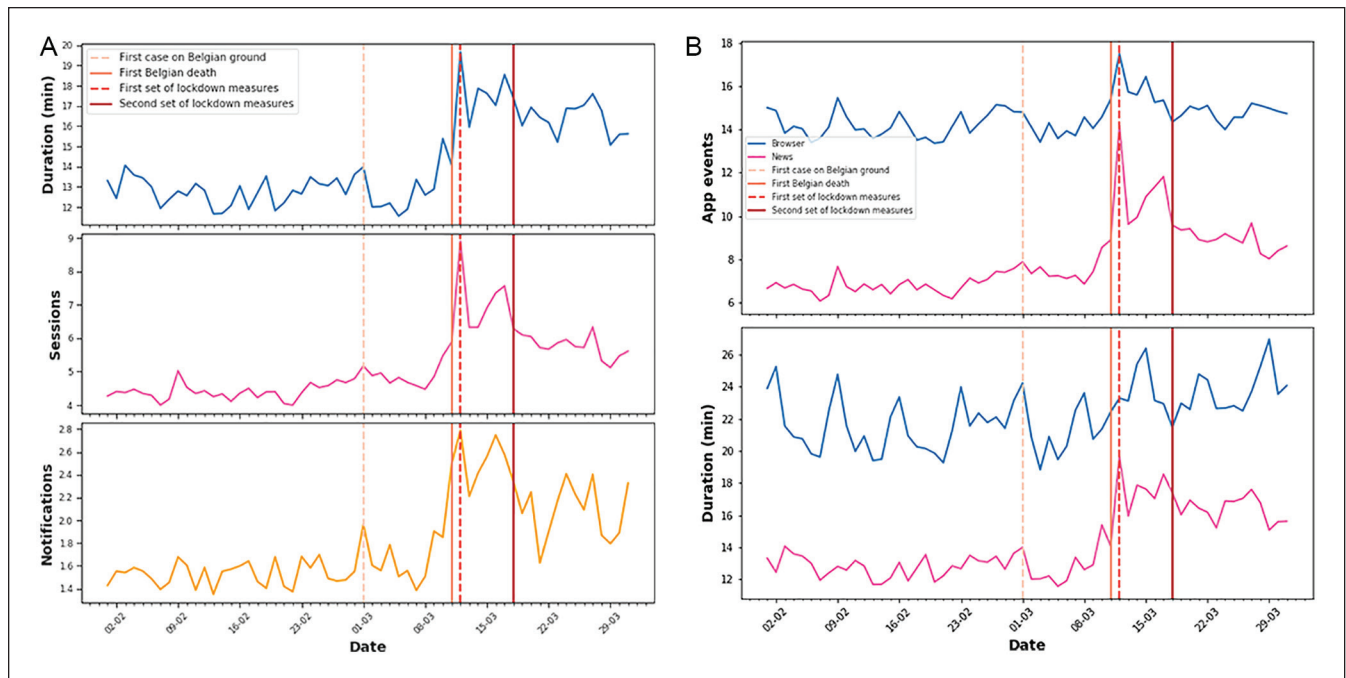 A
20
19
18
17
16
15
14
13
12
Duration (min)
First case on Belgian ground
First Belgian death
First set of lockdown measures
Second set of lockdown measures
9
8
7
6
5
4
Sessions
2.8
2.6
2.4
2.2
2.0
1.8
1.6
1.4
Notifications
02-02
09-02
16-02
23-02
01-03
08-03
15-03
22-03
29-03
Date
B
18
16
14
12
10
8
6
App events
Browser
News
First case on Belgian ground
First Belgian death
First set of lockdown measures
Second set of lockdown measures
26
24
22
20
18
16
14
12
Duration (min)
02-02
09-02
16-02
23-02
01-03
08-03
15-03
22-03
29-03
Date